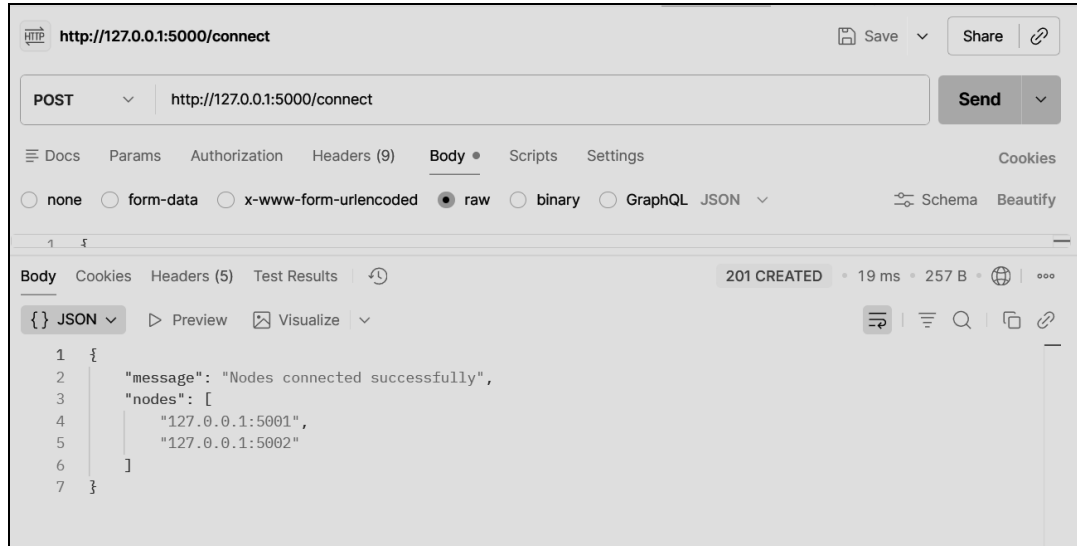 HTTP http://127.0.0.1:5000/connect Save Share
POST http://127.0.0.1:5000/connect Send
Docs Params Authorization Headers (9) Body Scripts Settings Cookies
none form-data x-www-form-urlencoded raw binary GraphQL JSON Schema Beautify
1 {
Body Cookies Headers (5) Test Results 201 CREATED 19 ms 257 B
{} JSON Preview Visualize
1 {
2 "message": "Nodes connected successfully",
3 "nodes": [
4 "127.0.0.1:5001",
5 "127.0.0.1:5002"
6 ]
7 }